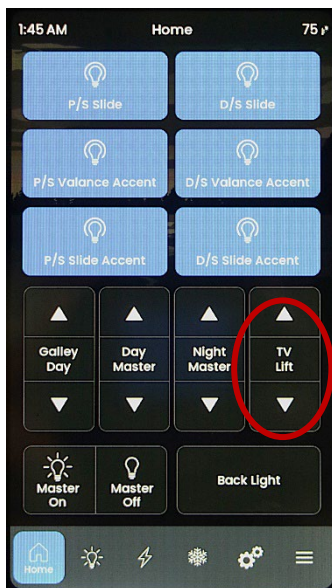 1:45 AM Home 75
P/S Slide D/S Slide
P/S Valance Accent D/S Valance Accent
P/S Slide Accent D/S Slide Accent
Galley Day Night TV
Day Master Master Lift
Master Master Back Light
On Off
Home